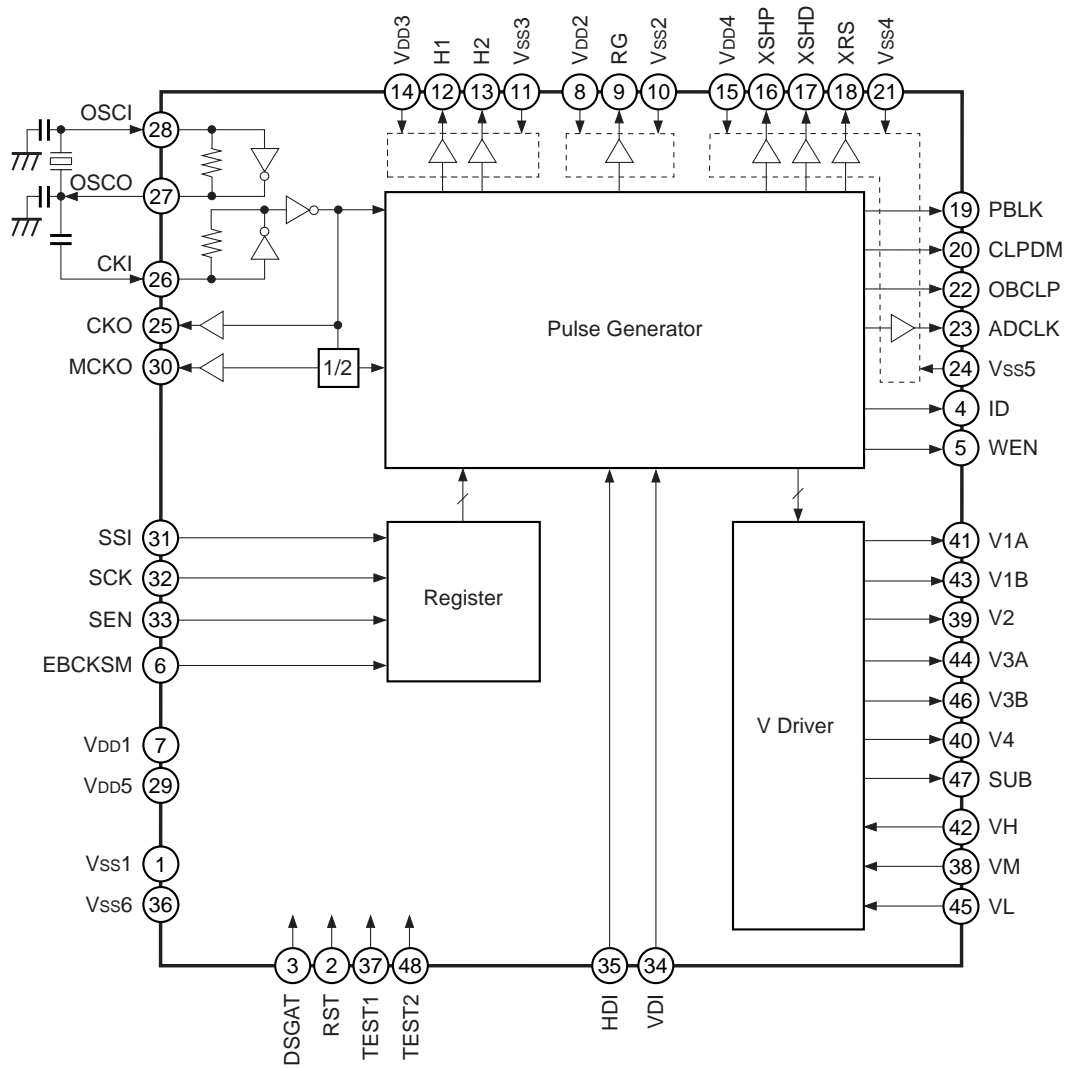 VDD3
H1
H2
VSS3
VDD2
RG
VSS2
VDD4
XSHP
XSHD
XRS
VSS4
14
12
13
11
8
9
10
15
16
17
18
21
OSCI
28
OSCO
27
CKI
26
CKO
25
MCKO
30
1/2
Pulse Generator
19
PBLK
20
CLPDM
22
OBCLP
23
ADCLK
24
VSS5
4
ID
5
WEN
SSI
31
SCK
32
SEN
33
EBCKSM
6
Register
VDD1
7
VDD5
29
VSS1
1
VSS6
36
V Driver
41
V1A
43
V1B
39
V2
44
V3A
46
V3B
40
V4
47
SUB
42
VH
38
VM
45
VL
3
2
37
48
35
34
DSGAT
RST
TEST1
TEST2
HDI
VDI